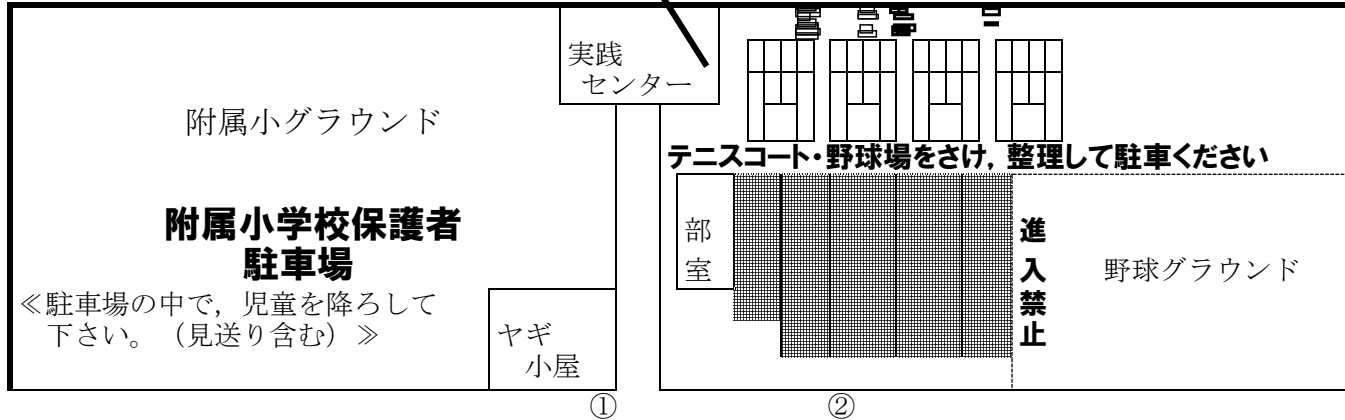 実践
センター
附属小グラウンド
附属小学校保護者
駐車場
≪駐車場の中で，児童を降ろして
下さい。（見送り含む）≫
ヤギ
小屋
①
テニスコート・野球場をさけ，整理して駐車ください
部
室
進
入
禁
止
野球グラウンド
②